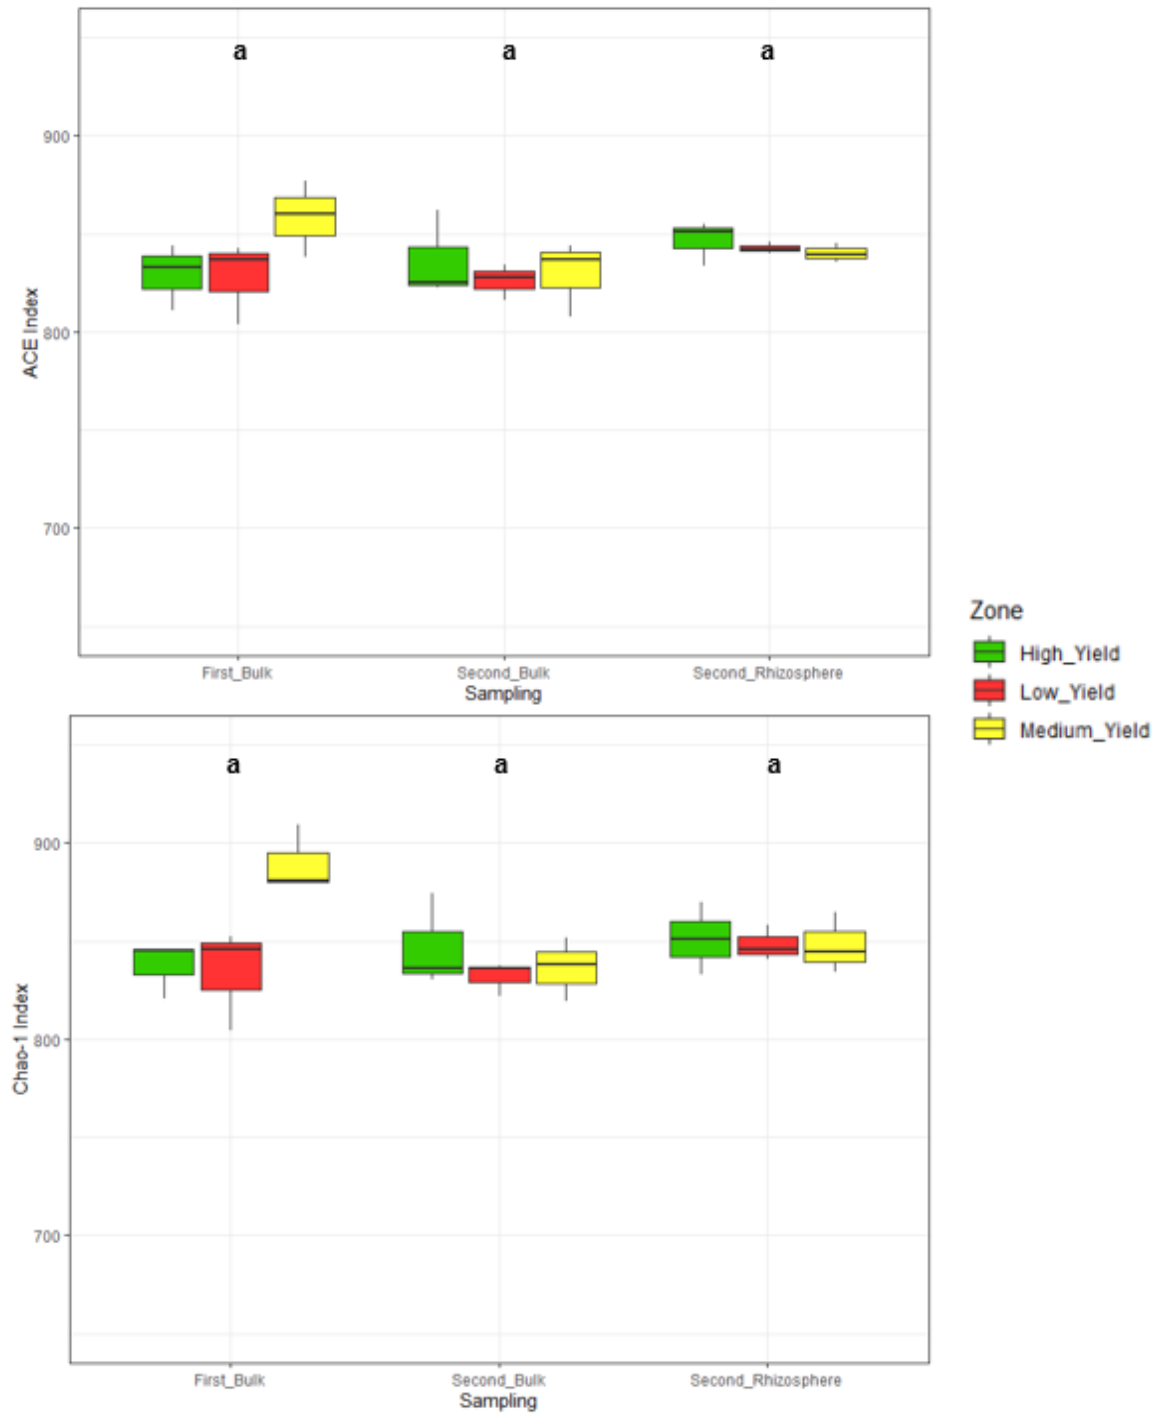 a a a
900
800
700
ACE Index
First_Bulk Second_Bulk Second_Rhizosphere
Sampling
Zone
High_Yield
Low_Yield
Medium_Yield
a a a
900
800
700
Chao-1 Index
First_Bulk Second_Bulk Second_Rhizosphere
Sampling